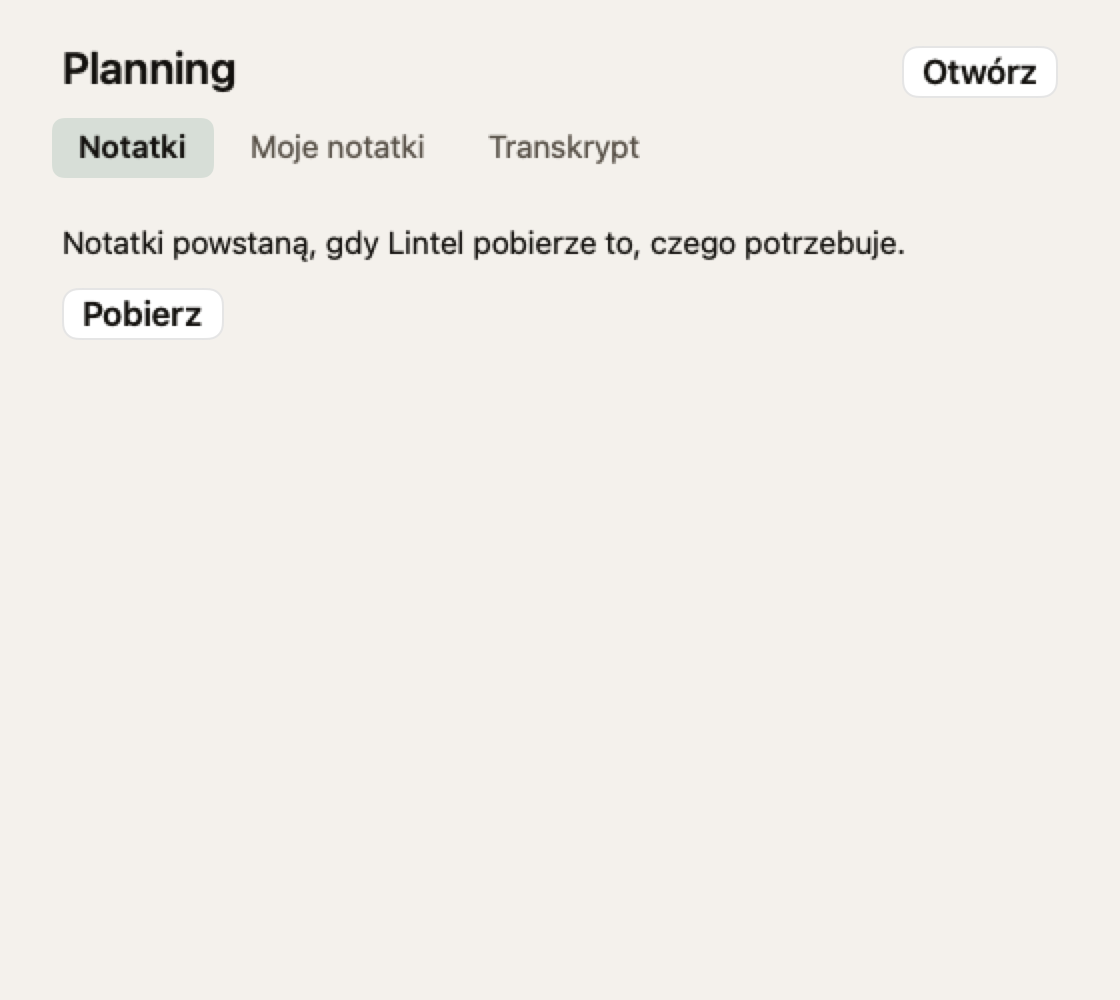 Planning
Otwórz
Notatki
Moje notatki
Transkrypt
Notatki powstaną, gdy Lintel pobierze to, czego potrzebuje.
Pobierz